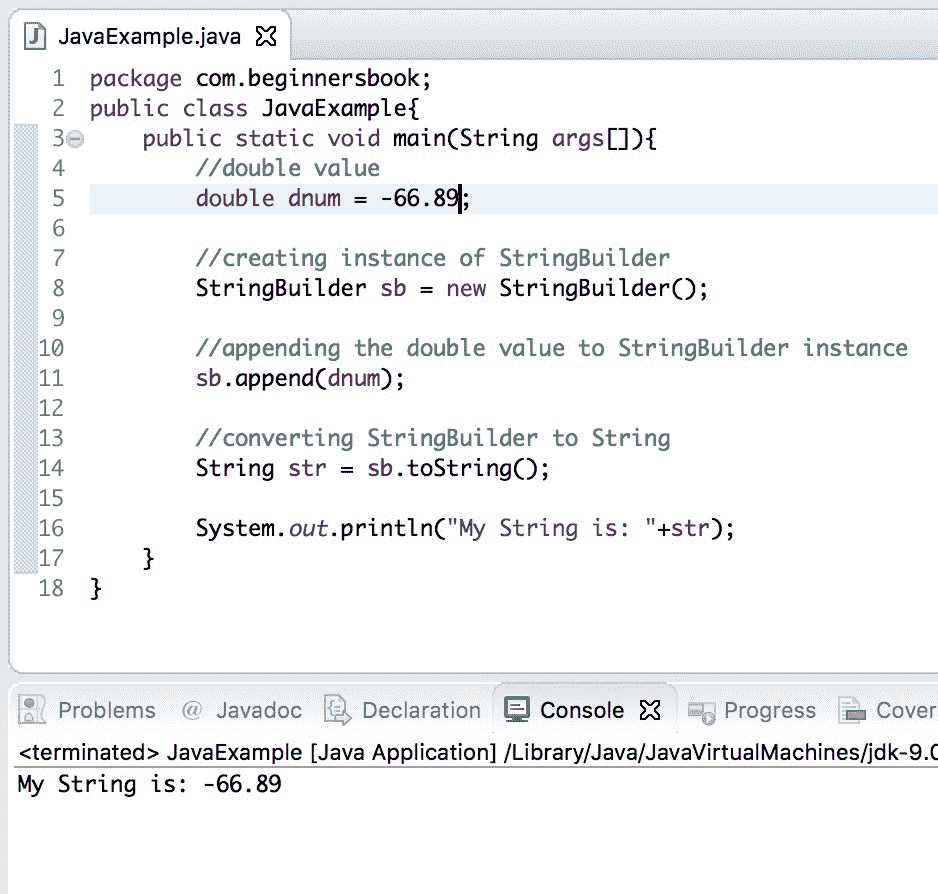 JavaExample.java
1 package com.beginnersbook;
2 public class JavaExample{
3 public static void main(String args[]){
4 //double value
5 double dnum = -66.89;
6
7 //creating instance of StringBuilder
8 StringBuilder sb = new StringBuilder();
9
10 //appending the double value to StringBuilder instance
11 sb.append(dnum);
12
13 //converting StringBuilder to String
14 String str = sb.toString();
15
16 System.out.println("My String is: "+str);
17 }
18 }
Problems @ Javadoc Declaration Console Progress Cover
<terminated> JavaExample [Java Application] /Library/Java/JavaVirtualMachines/jdk-9.0
My String is: -66.89